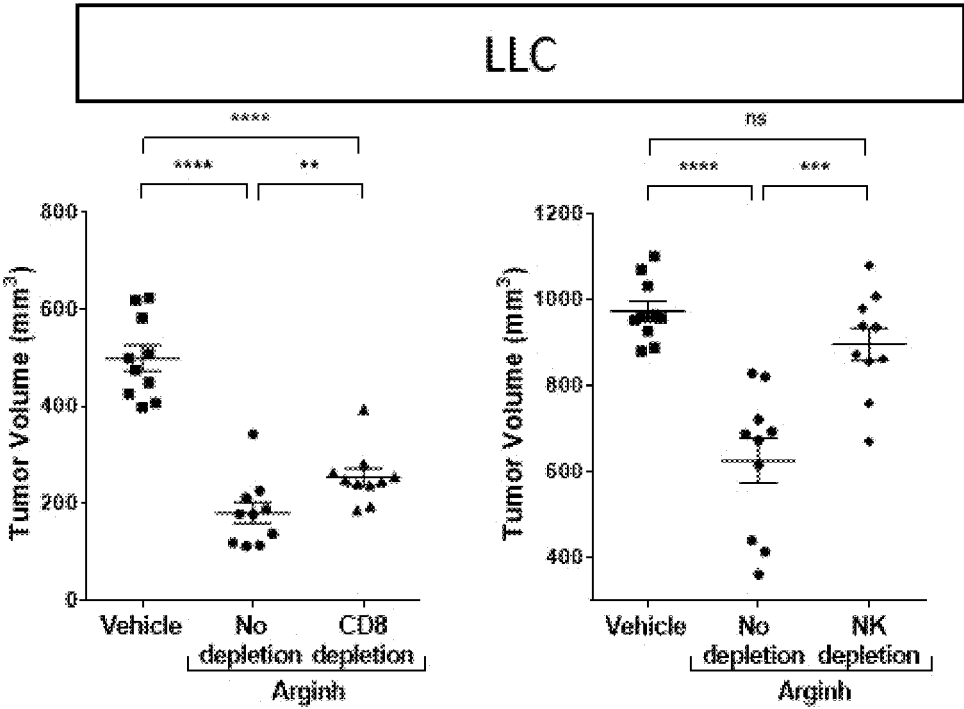 LLC
****
**** **
800
600
400
200
0
Tumor Volume (mm³)
Vehicle No CD8
depletion depletion
Arginh
ns
**** ***
1200
1000
800
600
400
Tumor Volume (mm³)
Vehicle No NK
depletion depletion
Arginh